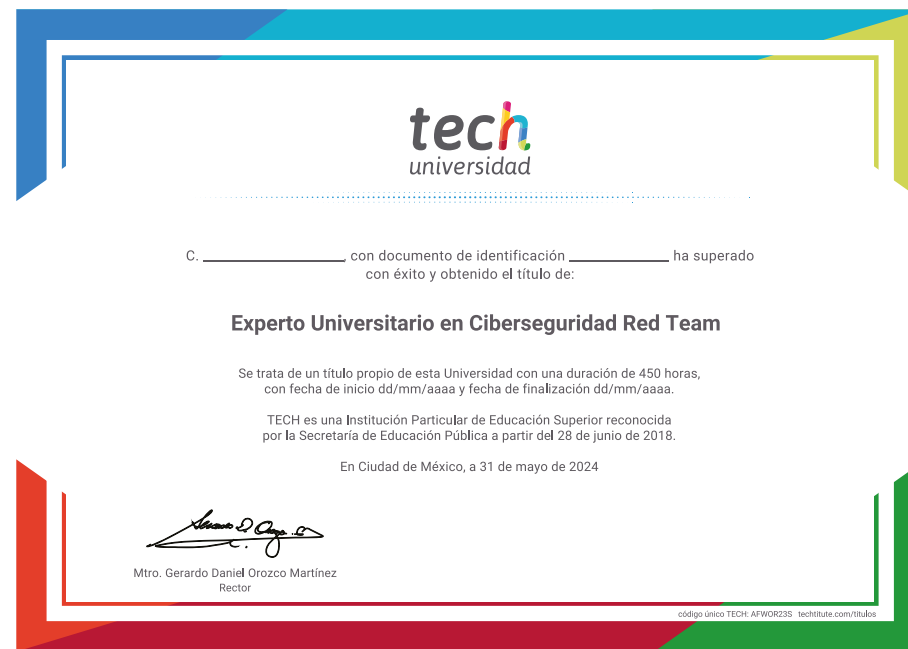 tech
universidad
C. ____________________, con documento de identificación ______________ ha superado
con éxito y obtenido el título de:
Experto Universitario en Ciberseguridad Red Team
Se trata de un título propio de esta Universidad con una duración de 450 horas,
con fecha de inicio dd/mm/aaaa y fecha de finalización dd/mm/aaaa.
TECH es una Institución Particular de Educación Superior reconocida
por la Secretaría de Educación Pública a partir del 28 de junio de 2018.
En Ciudad de México, a 31 de mayo de 2024
Mtro. Gerardo Daniel Orozco Martínez
Rector
código único TECH: AFWOR23S techtitute.com/titulos